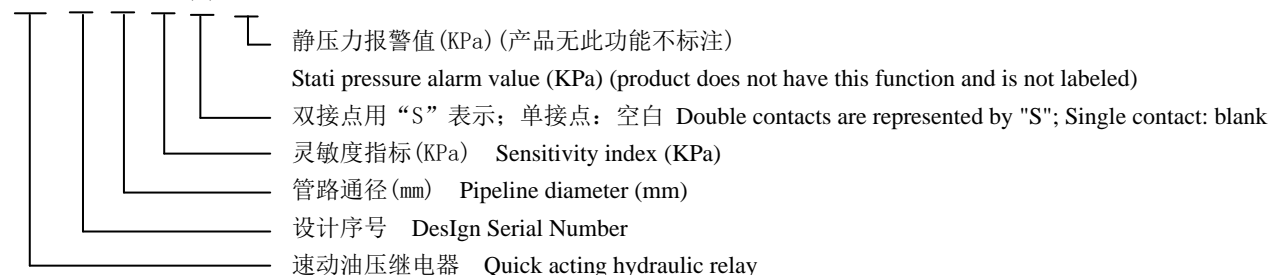 静压力报警值(KPa)(产品无此功能不标注)
Stati pressure alarm value (KPa) (product does not have this function and is not labeled)
双接点用“S”表示；单接点：空白 Double contacts are represented by "S"; Single contact: blank
灵敏度指标(KPa) Sensitivity index (KPa)
管路通径(mm) Pipeline diameter (mm)
设计序号 DesIgn Serial Number
速动油压继电器 Quick acting hydraulic relay